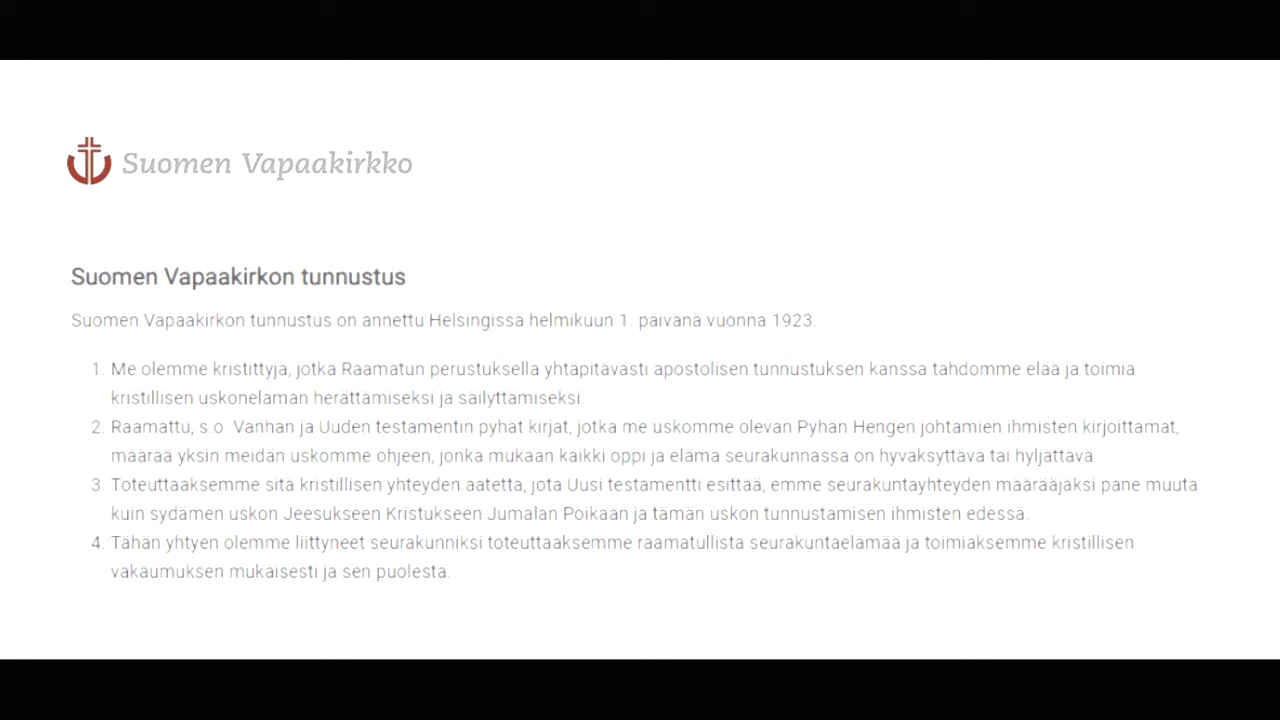 Suomen Vapaakirkko
Suomen Vapaakirkon tunnustus
Suomen Vapaakirkon tunnustus on annettu Helsingissä helmikuun 1. päivänä vuonna 1923.
1. Me olemme kristittyjä, jotka Raamatun perustuksella yhtäpitävästi apostolisen tunnustuksen kanssa tahdomme elää ja toimia
kristillisen uskonelämän herättämiseksi ja säilyttämiseksi.
2. Raamattu, s.o. Vanhan ja Uuden testamentin pyhät kirjat, jotka me uskomme olevan Pyhän Hengen johtamien ihmisten kirjoittamat,
määrää yksin meidän uskomme ohjeen, jonka mukaan kaikki oppi ja elämä seurakunnassa on hyväksyttävä tai hyljättävä
3. Toteuttaaksemme sitä kristillisen yhteyden aatetta, jota Uusi testamentti esittää, emme seurakuntayhteyden määrääjäksi pane muuta
kuin sydämen uskon Jeesukseen Kristukseen Jumalan Poikaan ja tämän uskon tunnustamisen ihmisten edessä.
4. Tähän yhtyen olemme liittyneet seurakunniksi toteuttaaksemme raamatullista seurakuntaelämää ja toimiaksemme kristillisen
vakaumuksen mukaisesti ja sen puolesta.